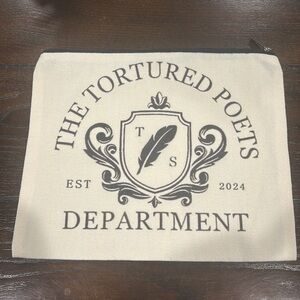 THE TORTURED POETS
T
S
EST 2024
DEPARTMENT